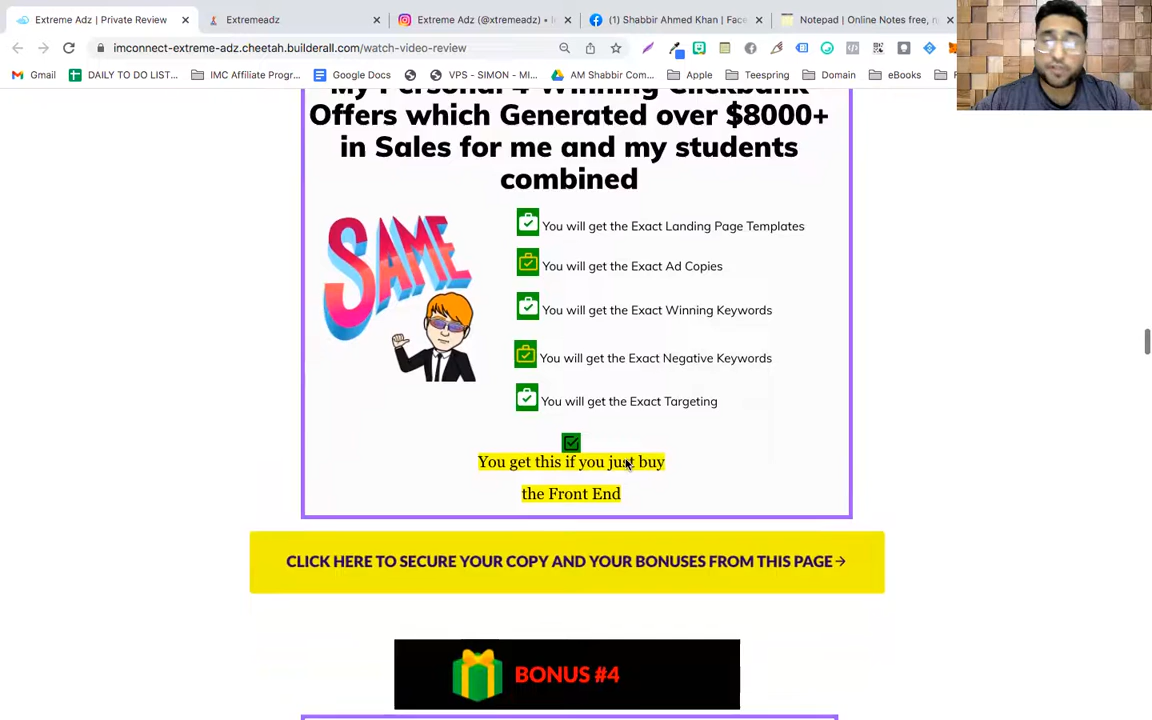 Extreme Adz | Private Review
Extremeadz
Extreme Adz (@xtremeadz) •
(1) Shabbir Ahmed Khan | Face
Notepad | Online Notes free, n
imconnect-extreme-adz.cheetah.builderall.com/watch-video-review
Gmail
DAILY TO DO LIST...
IMC Affiliate Progr...
Google Docs
VPS - SIMON - MI...
AM Shabbir Com...
Apple
Teespring
Domain
eBooks
My Personal 4 Winning Clickbank
Offers which Generated over $8000+
in Sales for me and my students
combined
SAME
You will get the Exact Landing Page Templates
You will get the Exact Ad Copies
You will get the Exact Winning Keywords
You will get the Exact Negative Keywords
You will get the Exact Targeting
You get this if you just buy
the Front End
CLICK HERE TO SECURE YOUR COPY AND YOUR BONUSES FROM THIS PAGE→
BONUS #4